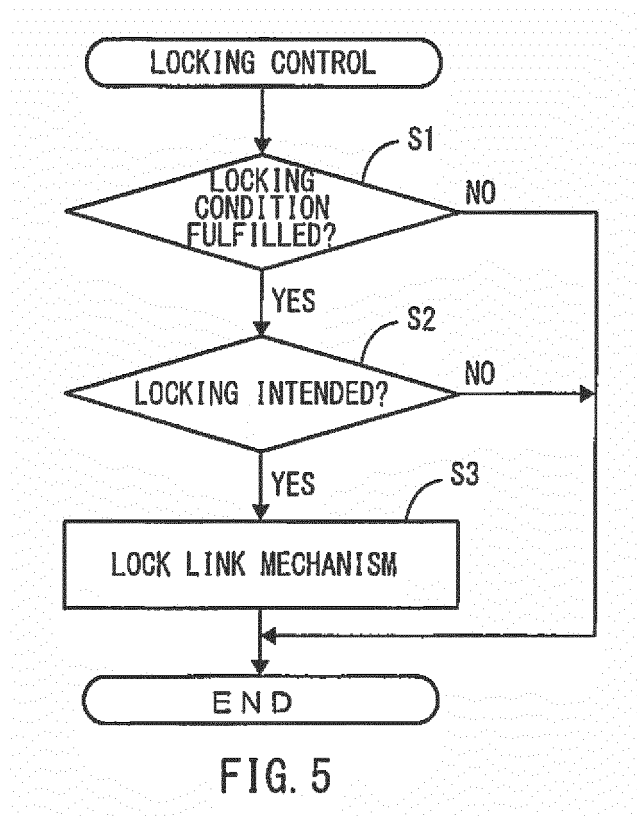 LOCKING CONTROL
S1
LOCKING
CONDITION
FULFILLED?
NO
YES
S2
LOCKING INTENDED?
NO
YES
S3
LOCK LINK MECHANISM
END
FIG. 5